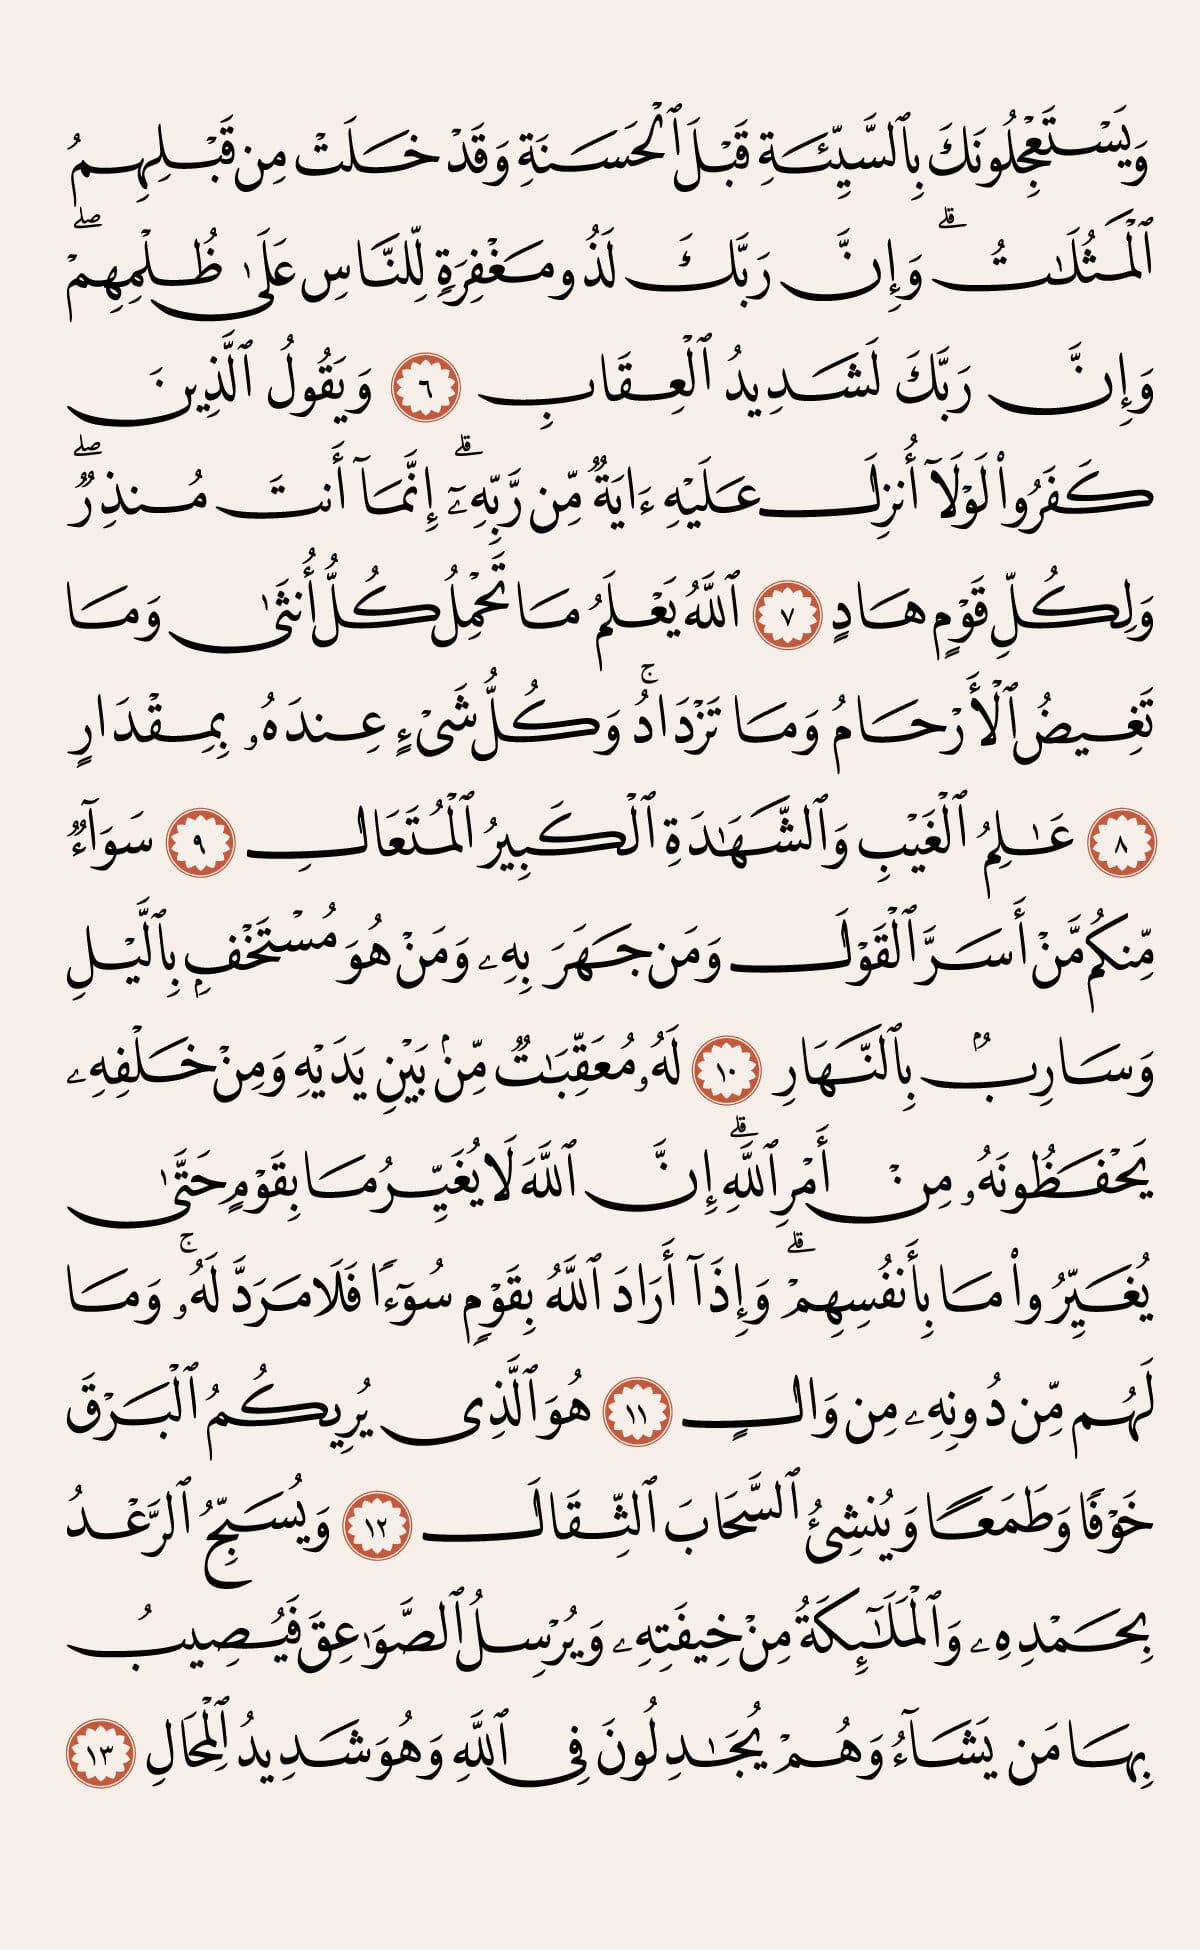 وَيَسْتَعْجِلُونَكَ بِٱلسَّيِّئَةِ قَبْلَ ٱلْحَسَنَةِ وَقَدْ خَلَتْ مِن قَبْلِهِمُ
ٱلْمَثُلَـٰتُ ۗ وَإِنَّ رَبَّكَ لَذُو مَغْفِرَةٍ لِّلنَّاسِ عَلَىٰ ظُلْمِهِمْ ۖ
وَإِنَّ رَبَّكَ لَشَدِيدُ ٱلْعِقَابِ ٦ وَيَقُولُ ٱلَّذِينَ
كَفَرُوا۟ لَوْلَآ أُنزِلَ عَلَيْهِ ءَايَةٌ مِّن رَّبِّهِۦٓ ۗ إِنَّمَآ أَنتَ مُنذِرٌ ۖ
وَلِكُلِّ قَوْمٍ هَادٍ ٧ ٱللَّهُ يَعْلَمُ مَا تَحْمِلُ كُلُّ أُنثَىٰ وَمَا
تَغِيضُ ٱلْأَرْحَامُ وَمَا تَزْدَادُ ۚ وَكُلُّ شَىْءٍ عِندَهُۥ بِمِقْدَارٍ
٨ عَـٰلِمُ ٱلْغَيْبِ وَٱلشَّهَـٰدَةِ ٱلْكَبِيرُ ٱلْمُتَعَالِ ٩ سَوَآءٌ
مِّنكُم مَّنْ أَسَرَّ ٱلْقَوْلَ وَمَن جَهَرَ بِهِۦ وَمَنْ هُوَ مُسْتَخْفٍۭ بِٱلَّيْلِ
وَسَارِبٌۢ بِٱلنَّهَارِ ١٠ لَهُۥ مُعَقِّبَـٰتٌ مِّنۢ بَيْنِ يَدَيْهِ وَمِنْ خَلْفِهِۦ
يَحْفَظُونَهُۥ مِنْ أَمْرِ ٱللَّهِ ۗ إِنَّ ٱللَّهَ لَا يُغَيِّرُ مَا بِقَوْمٍ حَتَّىٰ
يُغَيِّرُوا۟ مَا بِأَنفُسِهِمْ ۗ وَإِذَآ أَرَادَ ٱللَّهُ بِقَوْمٍ سُوٓءًا فَلَا مَرَدَّ لَهُۥ ۚ وَمَا
لَهُم مِّن دُونِهِۦ مِن وَالٍ ١١ هُوَ ٱلَّذِى يُرِيكُمُ ٱلْبَرْقَ
خَوْفًا وَطَمَعًا وَيُنشِئُ ٱلسَّحَابَ ٱلثِّقَالَ ١٢ وَيُسَبِّحُ ٱلرَّعْدُ
بِحَمْدِهِۦ وَٱلْمَلَـٰٓئِكَةُ مِنْ خِيفَتِهِۦ وَيُرْسِلُ ٱلصَّوَٰعِقَ فَيُصِيبُ
بِهَا مَن يَشَآءُ وَهُمْ يُجَـٰدِلُونَ فِى ٱللَّهِ وَهُوَ شَدِيدُ ٱلْمِحَالِ ١٣